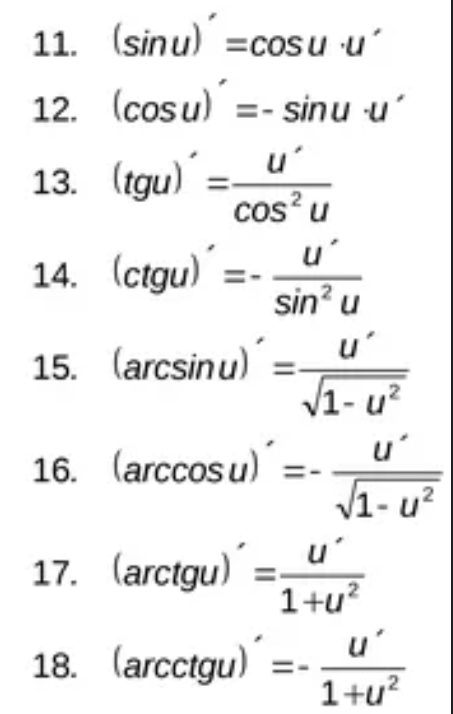 11. (sinu)´=cosu ·u´
12. (cosu)´=- sinu ·u´
13. (tgu)´=u´/cos² u
14. (ctgu)´=- u´/sin² u
15. (arcsinu)´=u´/√(1- u²)
16. (arccosu)´=- u´/√(1- u²)
17. (arctgu)´=u´/(1+u²)
18. (arcctgu)´=- u´/(1+u²)